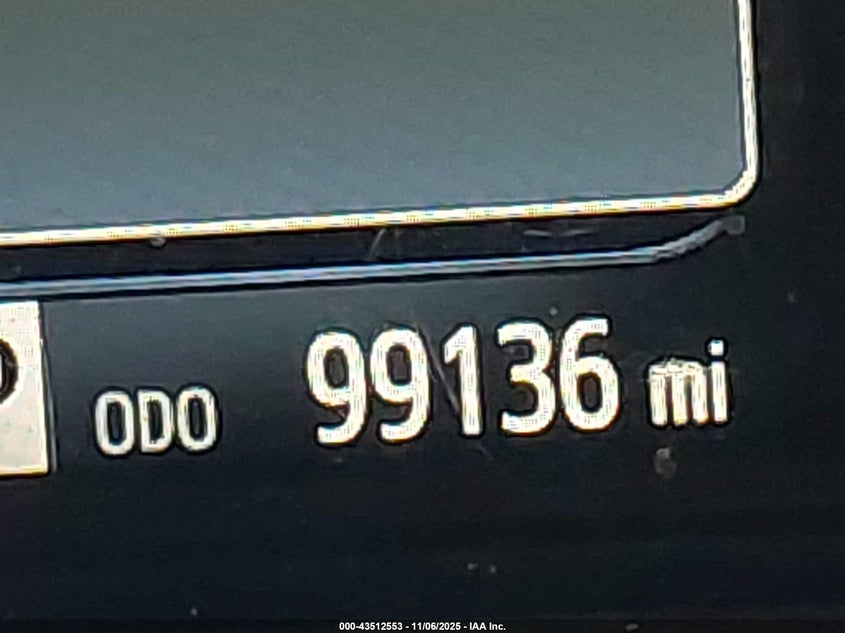 ODO 99136 mi
000-43512553 - 11/06/2025 - IAA Inc.